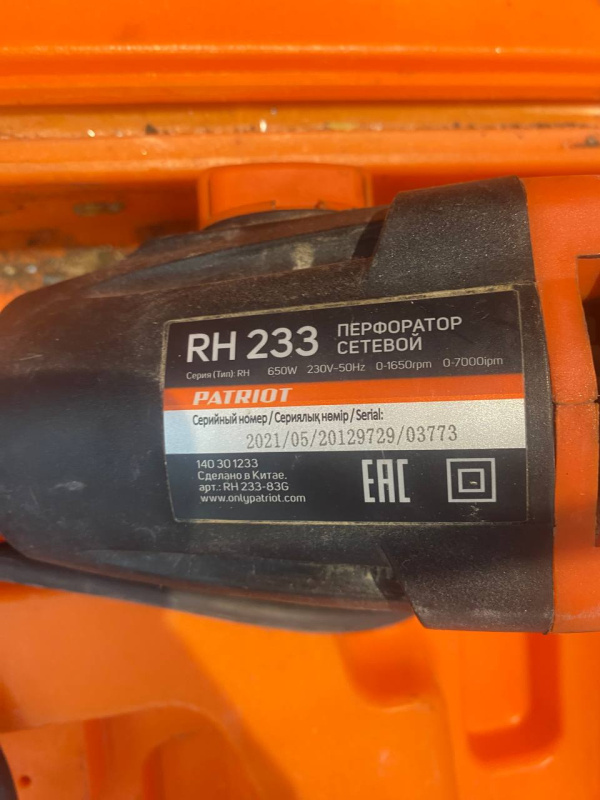 RH 233 ПЕРФОРАТОР
СЕТЕВОЙ
Серия (Тип): RH 650W 230V~50Hz 0-1650rpm 0-7000ipm
PATRIOT
Серийный номер / Сериялық нөмір / Serial:
2021/05/20129729/03773
140 30 1233
Сделано в Китае.
арт.: RH 233-83G
www.onlypatriot.com
EAC